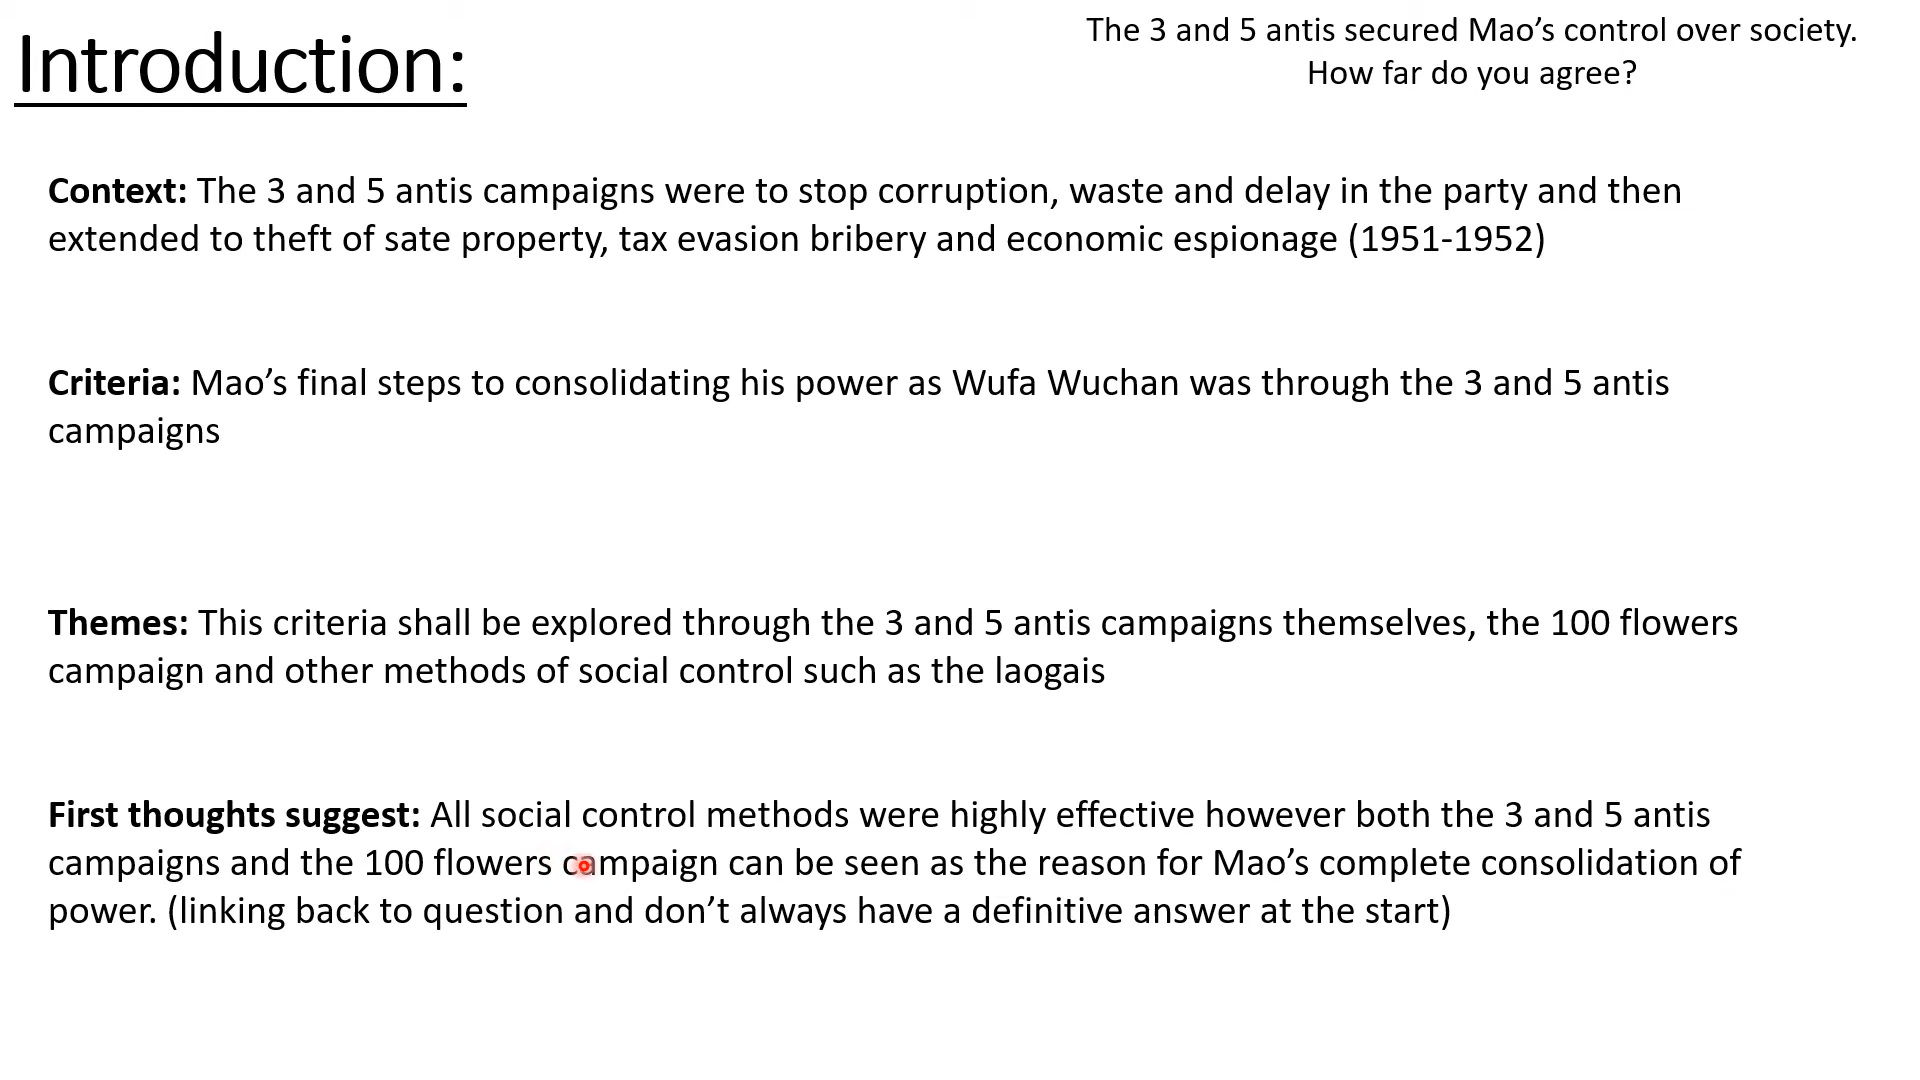 Introduction:
The 3 and 5 antis secured Mao’s control over society.
How far do you agree?
Context: The 3 and 5 antis campaigns were to stop corruption, waste and delay in the party and then
extended to theft of sate property, tax evasion bribery and economic espionage (1951-1952)
Criteria: Mao’s final steps to consolidating his power as Wufa Wuchan was through the 3 and 5 antis
campaigns
Themes: This criteria shall be explored through the 3 and 5 antis campaigns themselves, the 100 flowers
campaign and other methods of social control such as the laogais
First thoughts suggest: All social control methods were highly effective however both the 3 and 5 antis
campaigns and the 100 flowers campaign can be seen as the reason for Mao’s complete consolidation of
power. (linking back to question and don’t always have a definitive answer at the start)